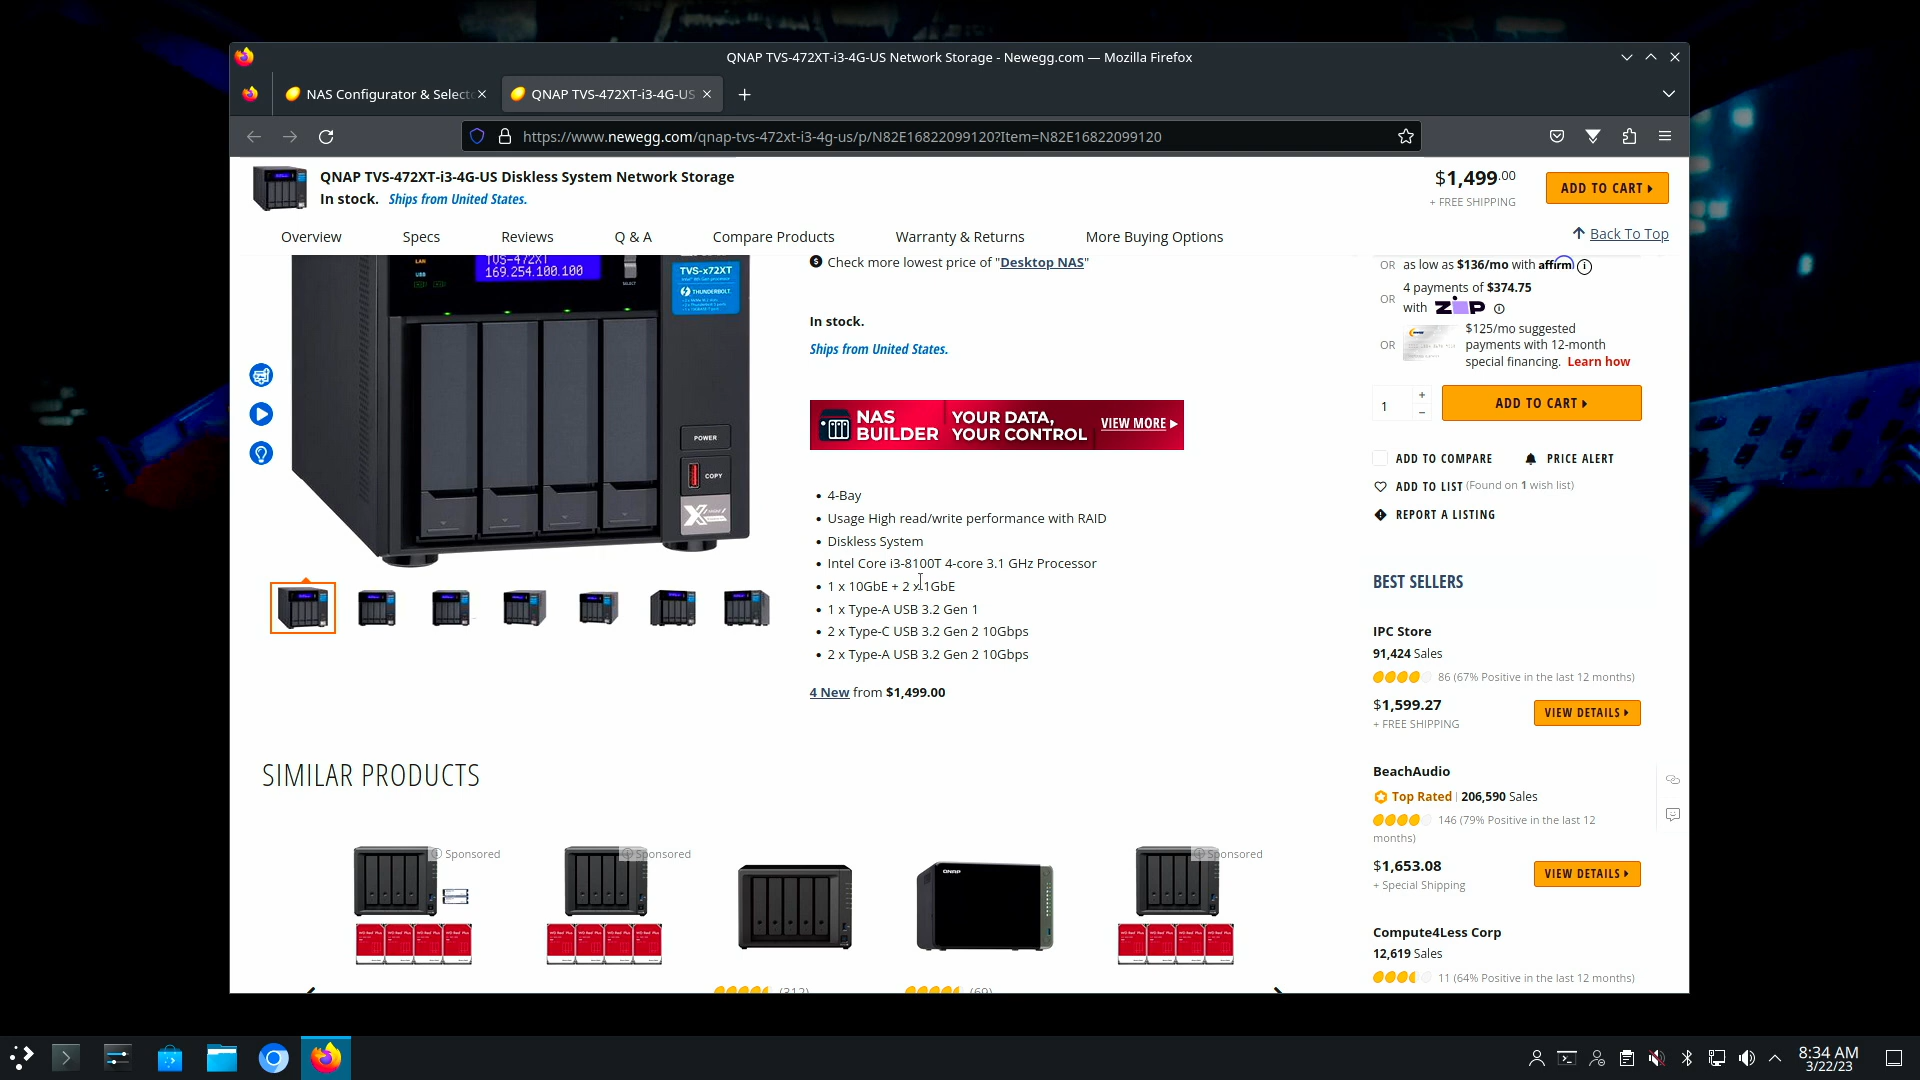 QNAP TVS-472XT-i3-4G-US Network Storage - Newegg.com — Mozilla Firefox
NAS Configurator & Selecto
QNAP TVS-472XT-i3-4G-US
https://www.newegg.com/qnap-tvs-472xt-i3-4g-us/p/N82E16822099120?Item=N82E16822099120
QNAP TVS-472XT-i3-4G-US Diskless System Network Storage
In stock. Ships from United States.
$1,499.00
+ FREE SHIPPING
ADD TO CART
Overview
Specs
Reviews
Q & A
Compare Products
Warranty & Returns
More Buying Options
Back To Top
LAN
USB
TVS-472XT
169.254.100.100
SELECT
TVS-x72XT
THUNDERBOLT
POWER
COPY
$ Check more lowest price of "Desktop NAS"
In stock.
Ships from United States.
NAS BUILDER
YOUR DATA,
YOUR CONTROL
VIEW MORE
• 4-Bay
• Usage High read/write performance with RAID
• Diskless System
• Intel Core i3-8100T 4-core 3.1 GHz Processor
• 1 x 10GbE + 2 x 1GbE
• 1 x Type-A USB 3.2 Gen 1
• 2 x Type-C USB 3.2 Gen 2 10Gbps
• 2 x Type-A USB 3.2 Gen 2 10Gbps
4 New from $1,499.00
OR as low as $136/mo with affirm
4 payments of $374.75
OR
with zip
$125/mo suggested
OR payments with 12-month
special financing. Learn how
1 + −
ADD TO CART
ADD TO COMPARE
PRICE ALERT
ADD TO LIST (Found on 1 wish list)
REPORT A LISTING
BEST SELLERS
IPC Store
91,424 Sales
86 (67% Positive in the last 12 months)
$1,599.27
+ FREE SHIPPING
VIEW DETAILS
BeachAudio
Top Rated | 206,590 Sales
146 (79% Positive in the last 12
months)
$1,653.08
+ Special Shipping
VIEW DETAILS
Compute4Less Corp
12,619 Sales
11 (64% Positive in the last 12 months)
SIMILAR PRODUCTS
Sponsored
Sponsored
QNAP
Sponsored
(312)
(69)
8:34 AM
3/22/23